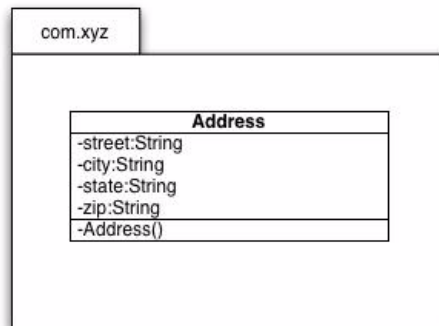 com.xyz
Address
-street:String
-city:String
-state:String
-zip:String
-Address()